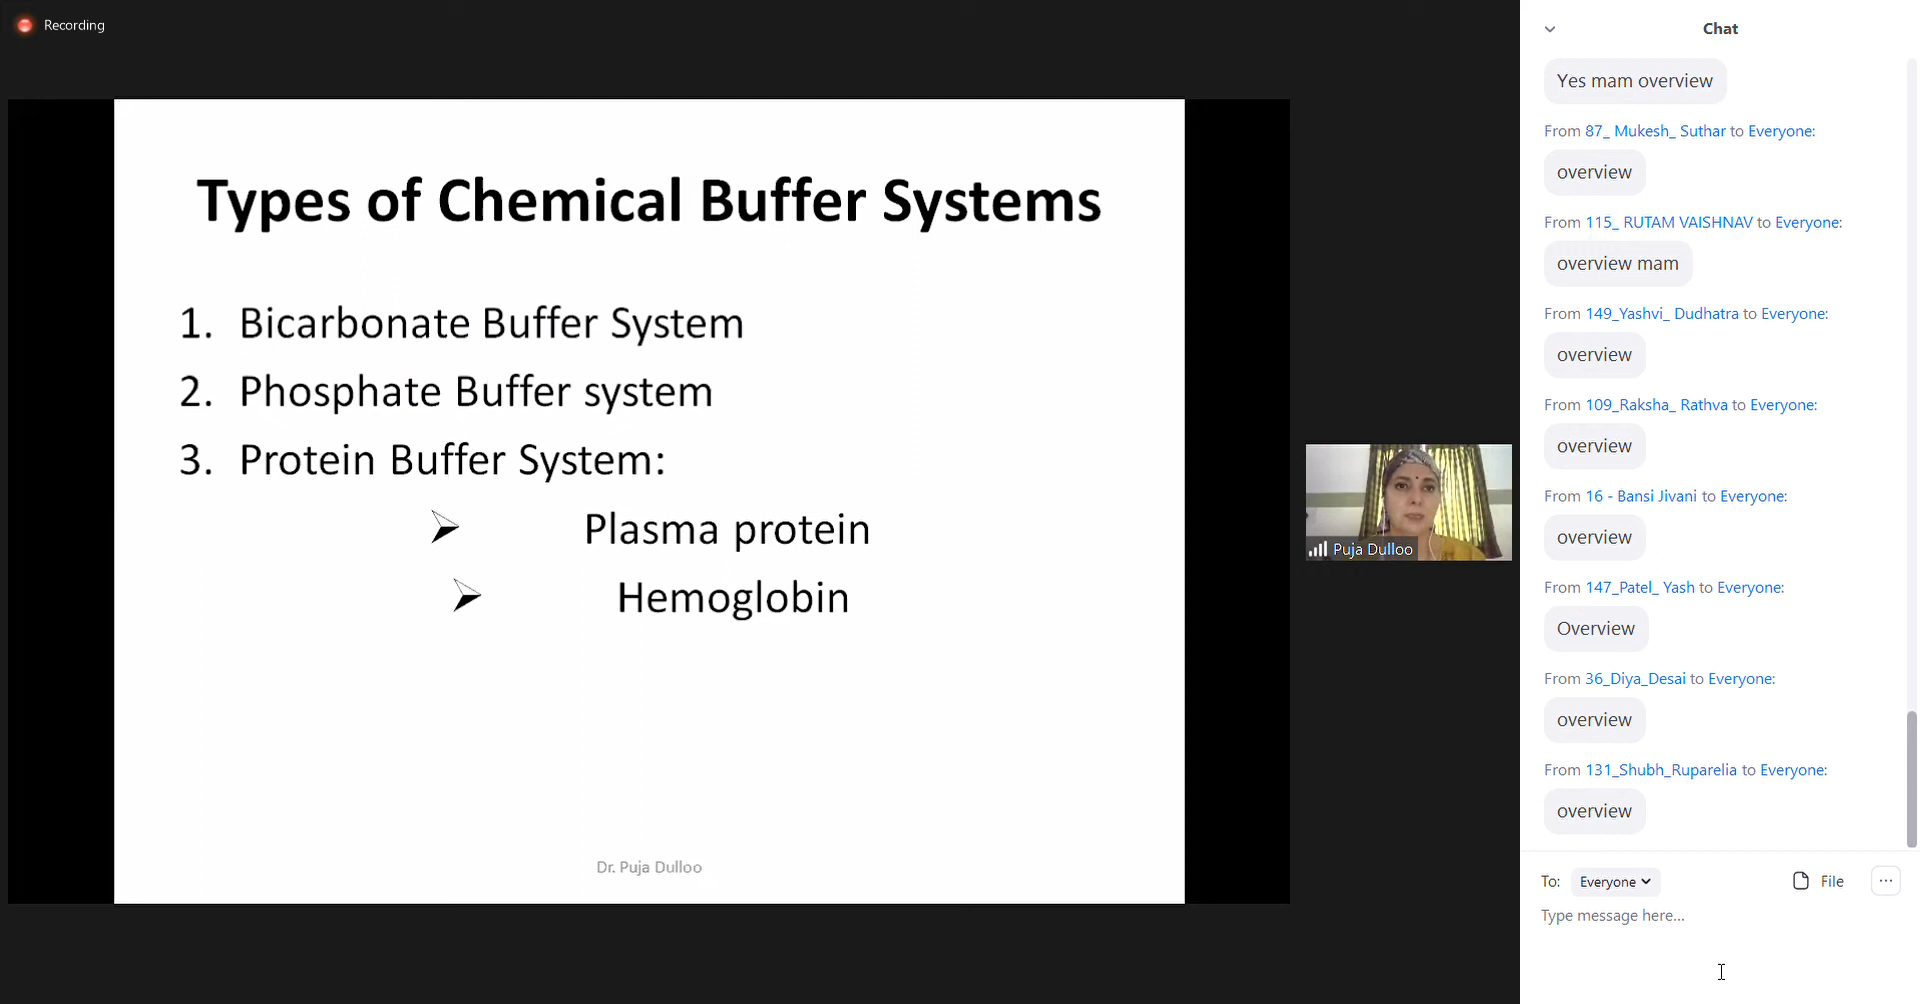 Recording
Types of Chemical Buffer Systems
1. Bicarbonate Buffer System
2. Phosphate Buffer system
3. Protein Buffer System:
➢ Plasma protein
➢ Hemoglobin
Dr. Puja Dulloo
Puja Dulloo
Chat
Yes mam overview
From 87_ Mukesh_ Suthar to Everyone:
overview
From 115_ RUTAM VAISHNAV to Everyone:
overview mam
From 149_Yashvi_ Dudhatra to Everyone:
overview
From 109_Raksha_ Rathva to Everyone:
overview
From 16 - Bansi Jivani to Everyone:
overview
From 147_Patel_ Yash to Everyone:
Overview
From 36_Diya_Desai to Everyone:
overview
From 131_Shubh_Ruparelia to Everyone:
overview
To: Everyone File ...
Type message here...